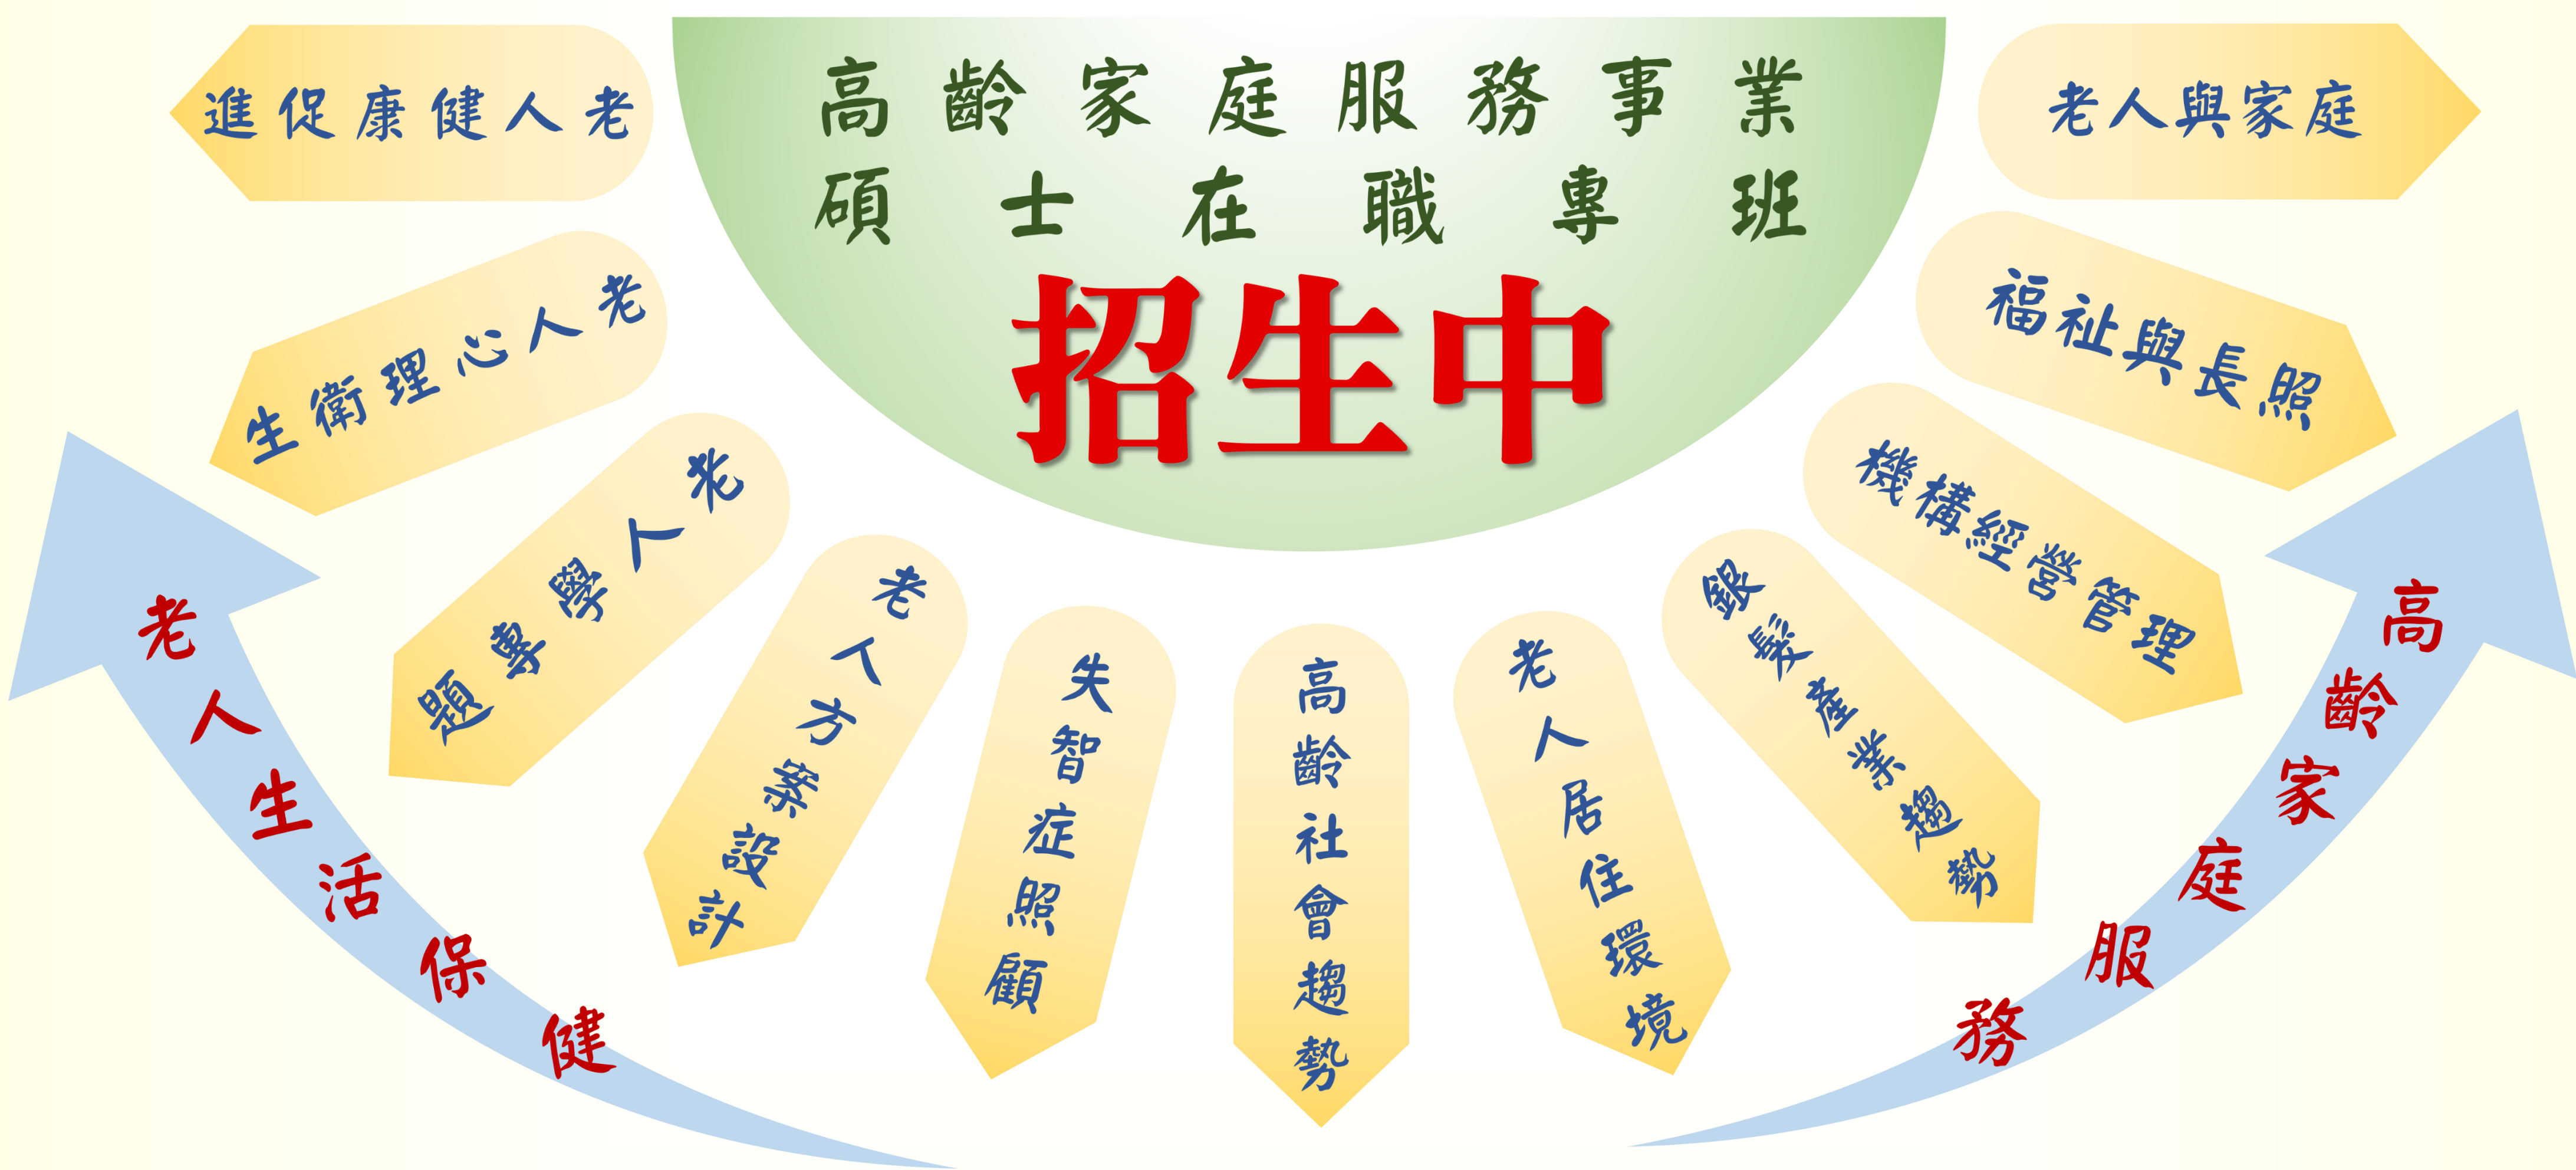 高齡家庭服務事業
碩士在職專班
招生中
老人健康促進
老人心理衛生
老人學專題
老人方案設計
失智症照顧
高齡社會趨勢
老人居住環境
銀髮產業趨勢
機構經營管理
福祉與長照
老人與家庭
老人生活保健
高齡家庭服務